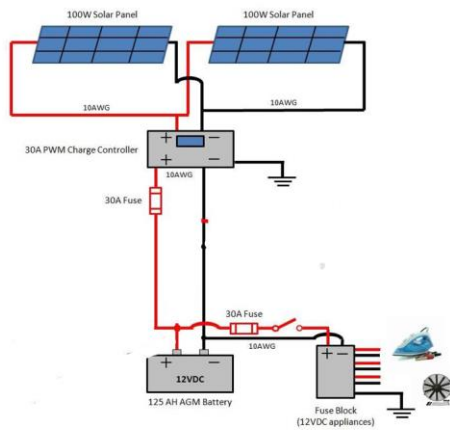 100W Solar Panel
100W Solar Panel
10AWG
10AWG
30A PWM Charge Controller
+ −
+ −
10AWG
30A Fuse
30A Fuse
10AWG
+ −
12VDC
125 AH AGM Battery
Fuse Block
(12VDC appliances)